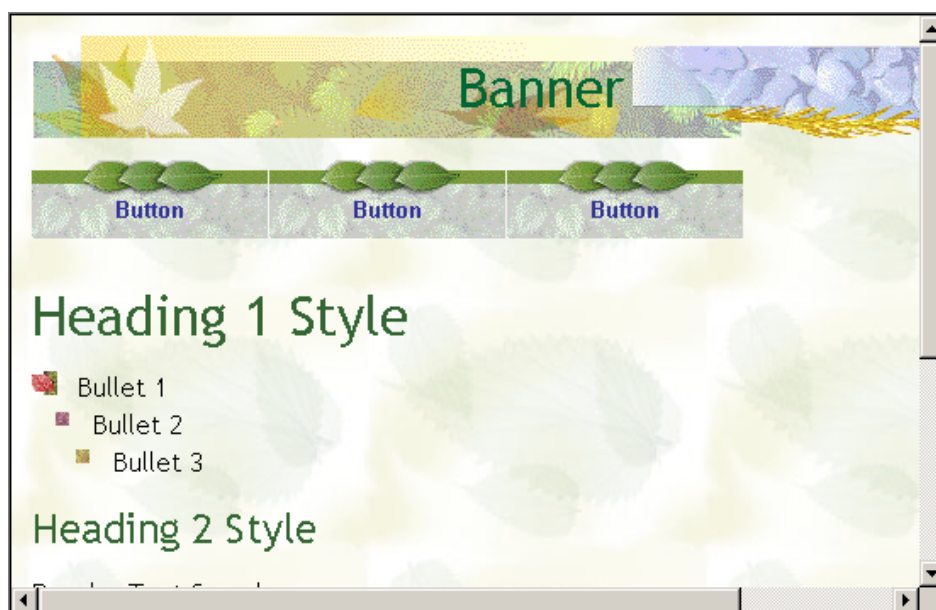 Banner
Button Button Button
Heading 1 Style
Bullet 1
Bullet 2
Bullet 3
Heading 2 Style